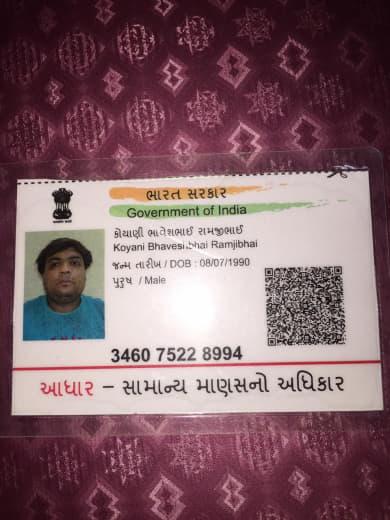 ભારત સરકાર
Government of India
કોયાણી ભાવેશભાઈ રામજીભાઈ
Koyani Bhaveshbhai Ramjibhai
જન્મ તારીખ / DOB : 08/07/1990
પુરુષ / Male
3460 7522 8994
આધાર – સામાન્ય માણસનો અધિકાર